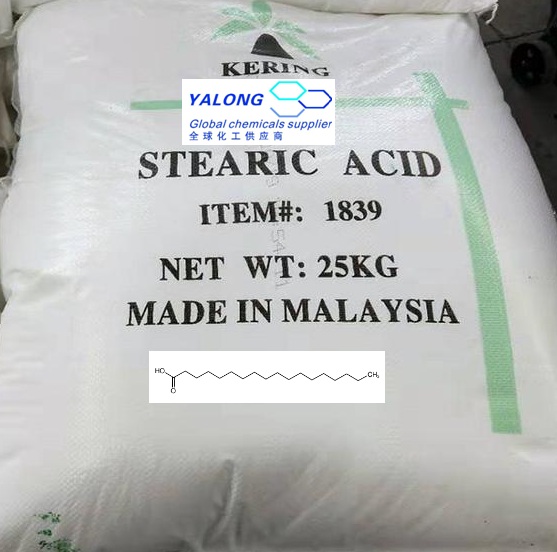 KERING
YALONG
Global chemicals supplier
全球化工供应商
STEARIC ACID
ITEM#: 1839
NET WT: 25KG
MADE IN MALAYSIA
HO
O
CH₃